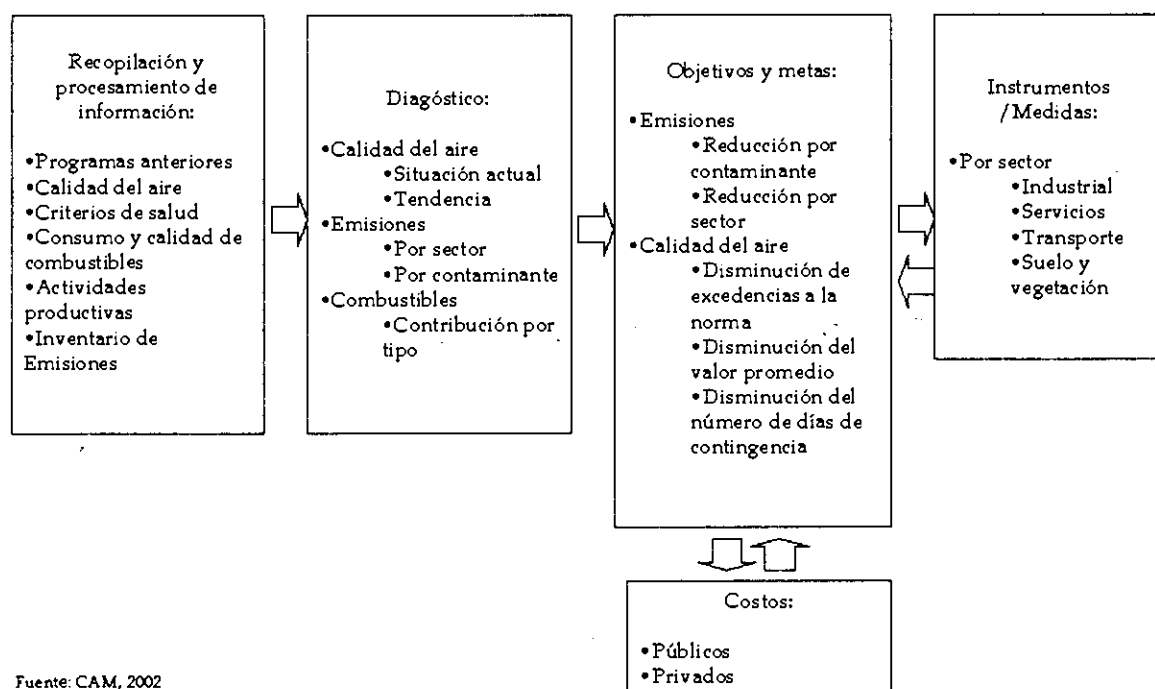 Recopilación y
procesamiento de
información:
•Programas anteriores
•Calidad del aire
•Criterios de salud
•Consumo y calidad de
combustibles
•Actividades
productivas
•Inventario de
Emisiones
Diagóstico:
•Calidad del aire
•Situación actual
•Tendencia
•Emisiones
•Por sector
•Por contaminante
•Combustibles
•Contribución por
tipo
Objetivos y metas:
•Emisiones
•Reducción por
contaminante
•Reducción por
sector
•Calidad del aire
•Disminución de
excedencias a la
norma
•Disminución del
valor promedio
•Disminución del
número de días de
contingencia
Instrumentos
/Medidas:
•Por sector
•Industrial
•Servicios
•Transporte
•Suelo y
vegetación
Costos:
•Públicos
•Privados
Fuente: CAM, 2002